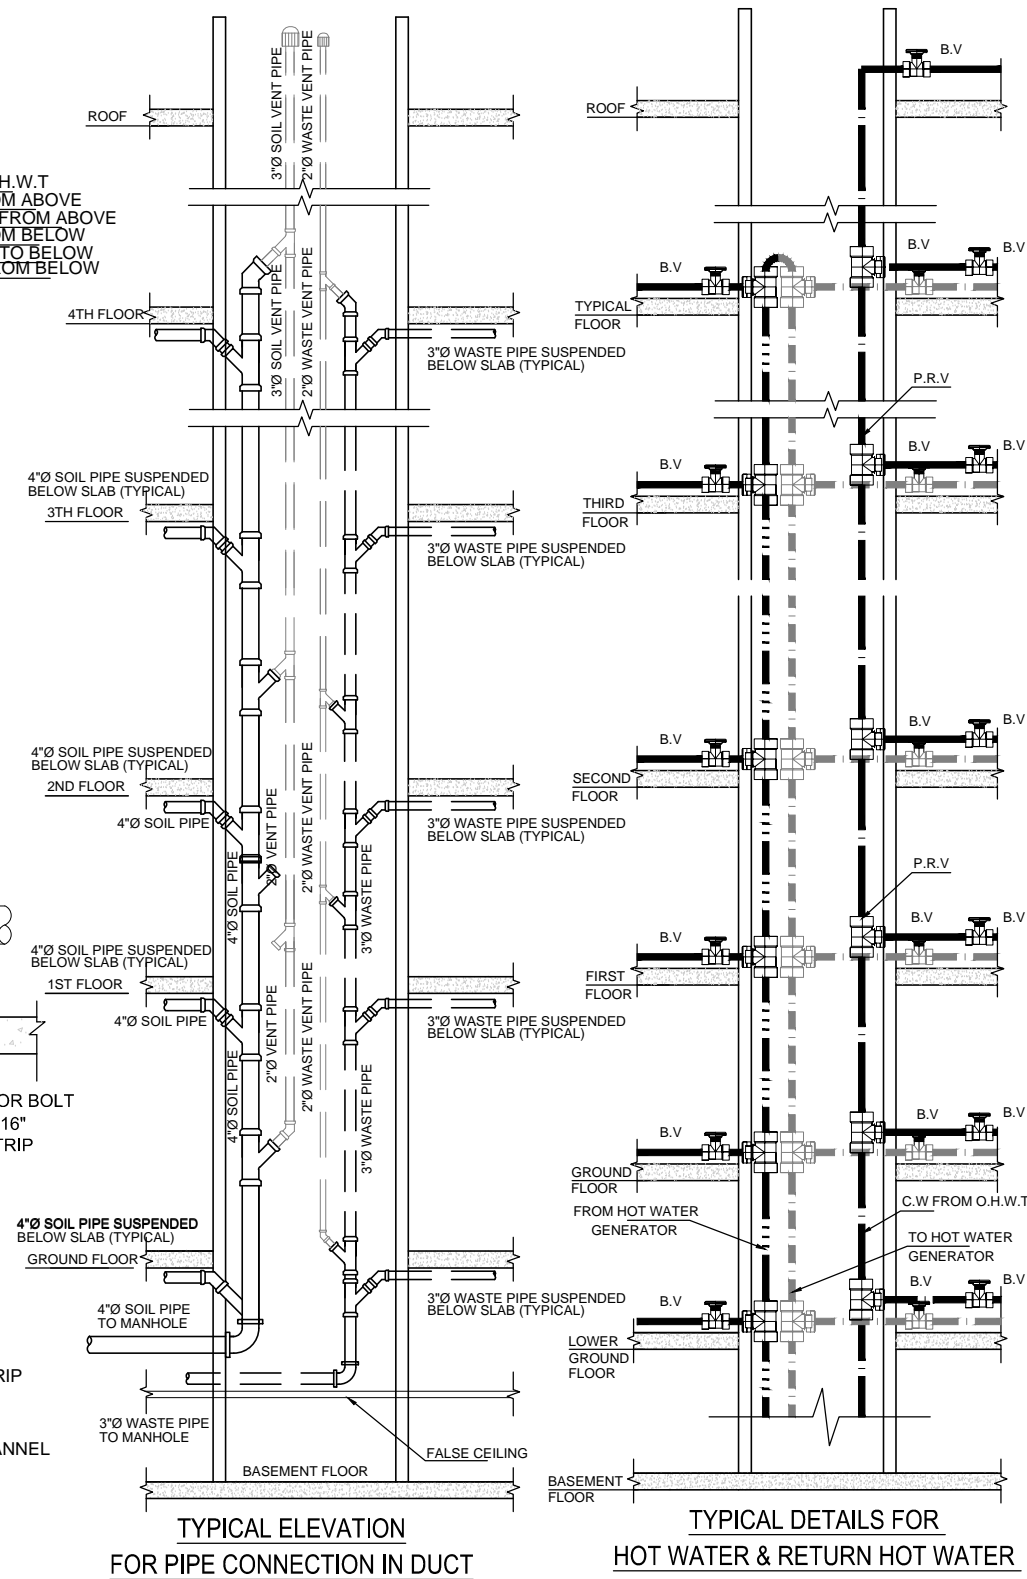 ROOF
3"Ø SOIL VENT PIPE
2"Ø WASTE VENT PIPE
H.W.T
M ABOVE
FROM ABOVE
OM BELOW
TO BELOW
ROM BELOW
4TH FLOOR
3"Ø SOIL VENT PIPE
2"Ø WASTE VENT PIPE
3"Ø WASTE PIPE SUSPENDED
BELOW SLAB (TYPICAL)
4"Ø SOIL PIPE SUSPENDED
BELOW SLAB (TYPICAL)
3TH FLOOR
3"Ø WASTE PIPE SUSPENDED
BELOW SLAB (TYPICAL)
4"Ø SOIL PIPE SUSPENDED
BELOW SLAB (TYPICAL)
2ND FLOOR
4"Ø SOIL PIPE
4"Ø SOIL PIPE
2"Ø VENT PIPE
2"Ø WASTE VENT PIPE
3"Ø WASTE PIPE
3"Ø WASTE PIPE SUSPENDED
BELOW SLAB (TYPICAL)
4"Ø SOIL PIPE SUSPENDED
BELOW SLAB (TYPICAL)
1ST FLOOR
4"Ø SOIL PIPE
4"Ø SOIL PIPE
2"Ø VENT PIPE
2"Ø WASTE VENT PIPE
3"Ø WASTE PIPE
3"Ø WASTE PIPE SUSPENDED
BELOW SLAB (TYPICAL)
OR BOLT
16"
TRIP
4"Ø SOIL PIPE SUSPENDED
BELOW SLAB (TYPICAL)
GROUND FLOOR
4"Ø SOIL PIPE
TO MANHOLE
3"Ø WASTE PIPE SUSPENDED
BELOW SLAB (TYPICAL)
RIP
3"Ø WASTE PIPE
TO MANHOLE
ANNEL
FALSE CEILING
BASEMENT FLOOR
TYPICAL ELEVATION
FOR PIPE CONNECTION IN DUCT
B.V
ROOF
B.V
B.V
B.V
TYPICAL
FLOOR
P.R.V
B.V
B.V
B.V
THIRD
FLOOR
B.V
B.V
B.V
SECOND
FLOOR
P.R.V
B.V
B.V
B.V
FIRST
FLOOR
B.V
B.V
B.V
GROUND
FLOOR
FROM HOT WATER
GENERATOR
C.W FROM O.H.W.T
TO HOT WATER
GENERATOR
B.V
B.V
B.V
LOWER
GROUND
FLOOR
BASEMENT
FLOOR
TYPICAL DETAILS FOR
HOT WATER & RETURN HOT WATER